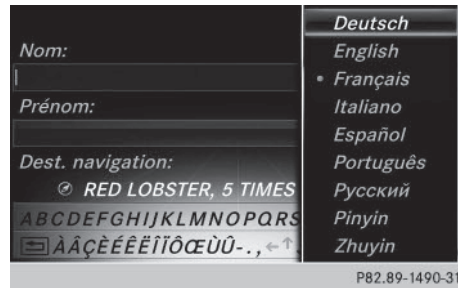 Nom:
Prénom:
Dest. navigation:
RED LOBSTER, 5 TIMES
ABCDEFGHIJKLMNOPQRS
ÀÂÇÈÉÊËÎÏÔŒÙÛ-.,←↑
Deutsch
English
• Français
Italiano
Español
Português
Русский
Pinyin
Zhuyin
P82.89-1490-31